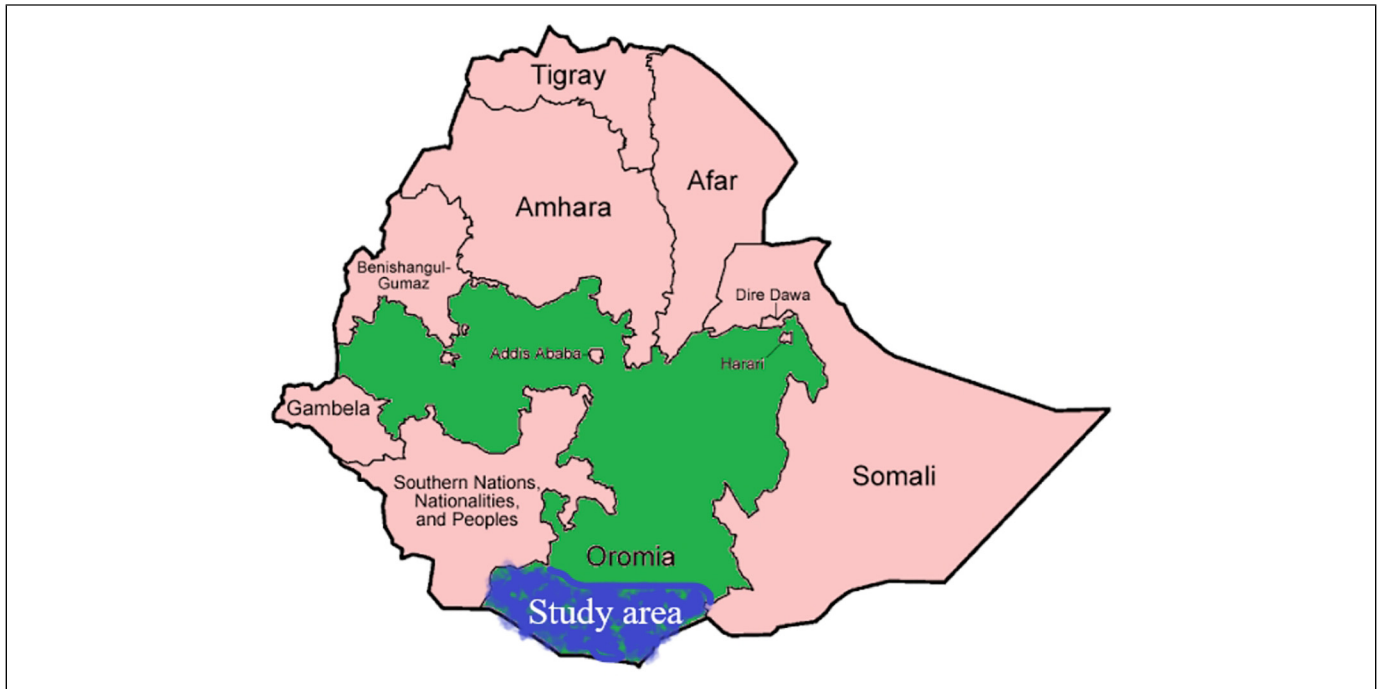 Tigray
Afar
Amhara
Benishangul-
Gumaz
Dire Dawa
Addis Ababa
Harari
Gambela
Somali
Southern Nations,
Nationalities,
and Peoples
Oromia
Study area